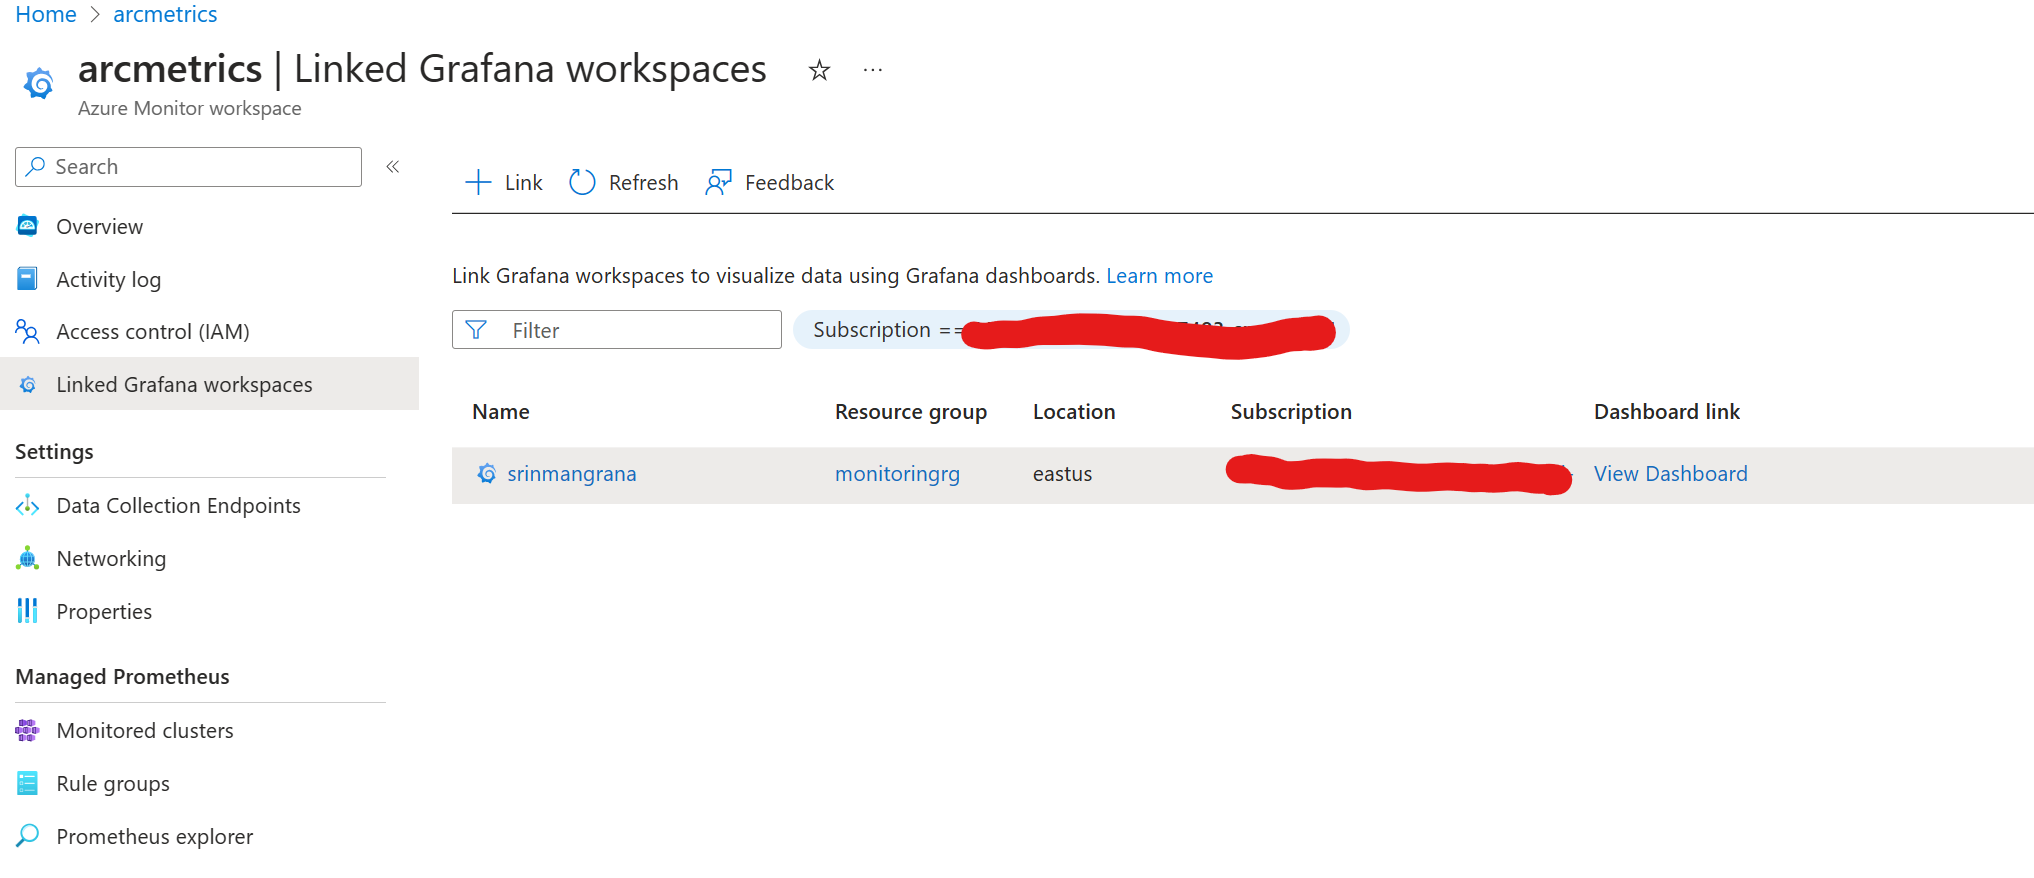 Home > arcmetrics
arcmetrics | Linked Grafana workspaces ...
Azure Monitor workspace
Search
Overview
Activity log
Access control (IAM)
Linked Grafana workspaces
Settings
Data Collection Endpoints
Networking
Properties
Managed Prometheus
Monitored clusters
Rule groups
Prometheus explorer
Link Refresh Feedback
Link Grafana workspaces to visualize data using Grafana dashboards. Learn more
Filter Subscription ==
Name Resource group Location Subscription Dashboard link
srinmangrana monitoringrg eastus View Dashboard